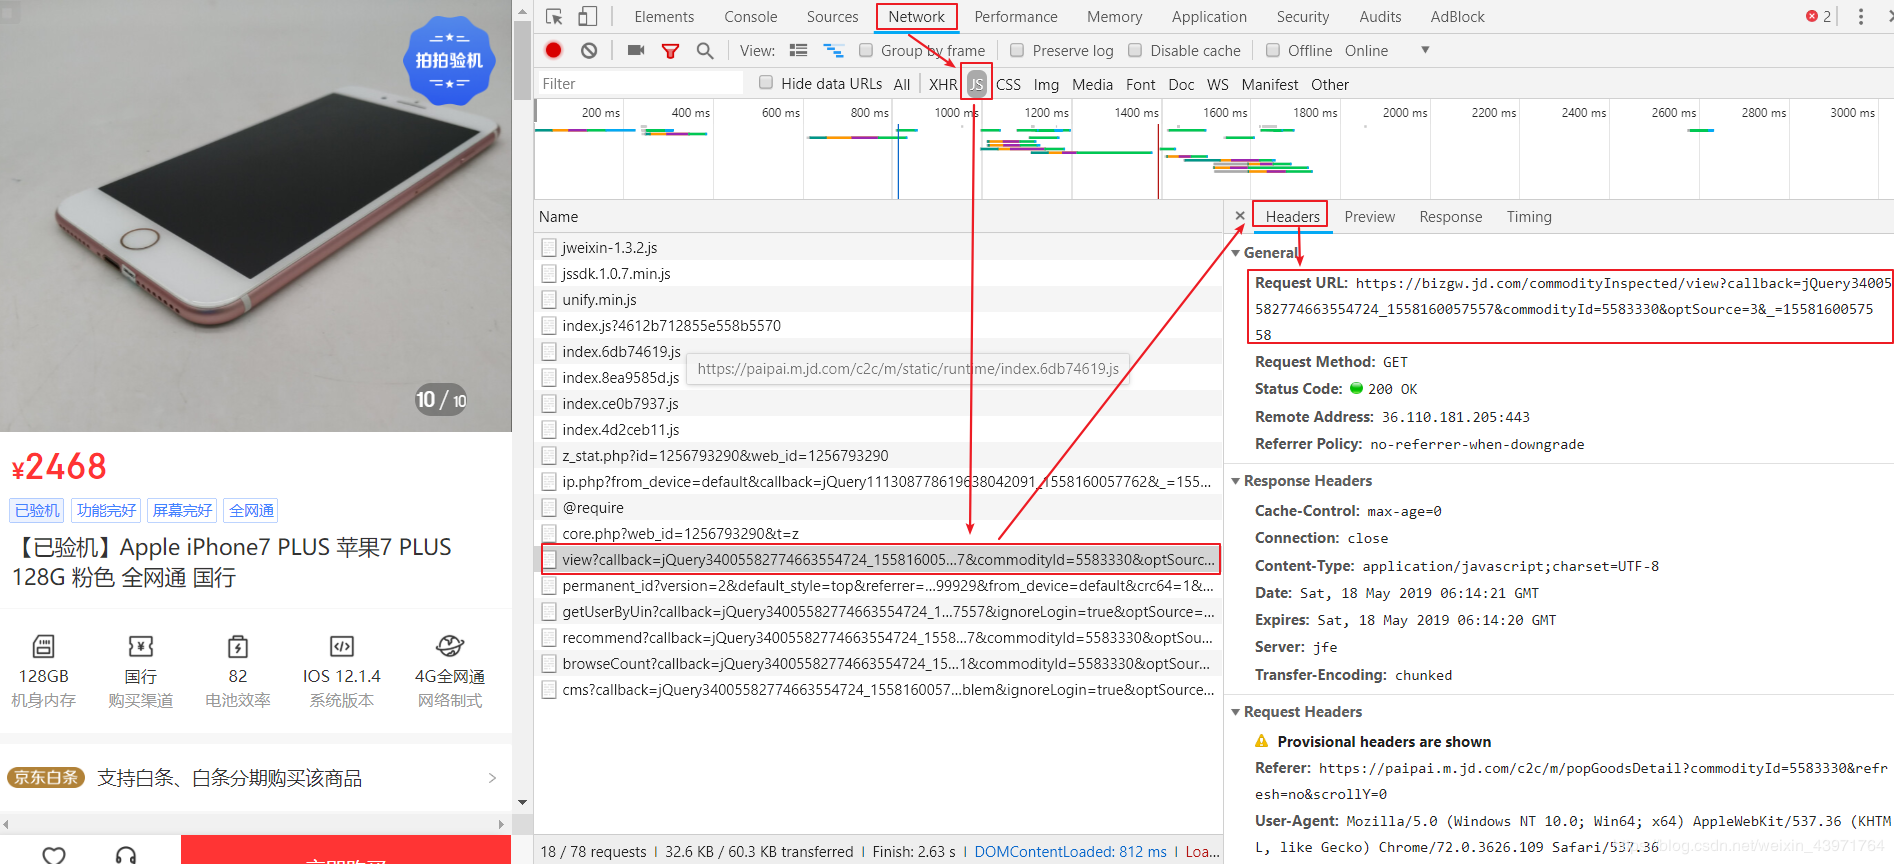 拍拍验机
10 / 10
¥2468
已验机 功能完好 屏幕完好 全网通
【已验机】Apple iPhone7 PLUS 苹果7 PLUS
128G 粉色 全网通 国行
128GB 国行 82 IOS 12.1.4 4G全网通
机身内存 购买渠道 电池效率 系统版本 网络制式
京东白条 支持白条、白条分期购买该商品 >
Elements Console Sources Network Performance Memory Application Security Audits AdBlock 2
View: Group by frame Preserve log Disable cache Offline Online
Filter Hide data URLs All XHR JS CSS Img Media Font Doc WS Manifest Other
200 ms 400 ms 600 ms 800 ms 1000 ms 1200 ms 1400 ms 1600 ms 1800 ms 2000 ms 2200 ms 2400 ms 2600 ms 2800 ms 3000 ms
Name
jweixin-1.3.2.js
jssdk.1.0.7.min.js
unify.min.js
index.js?4612b712855e558b5570
index.6db74619.js
https://paipai.m.jd.com/c2c/m/static/runtime/index.6db74619.js
index.8ea9585d.js
index.ce0b7937.js
index.4d2ceb11.js
z_stat.php?id=1256793290&web_id=1256793290
ip.php?from_device=default&callback=jQuery111308778619638042091_1558160057762&_=155...
@require
core.php?web_id=1256793290&t=z
view?callback=jQuery34005582774663554724_155816005...7&commodityId=5583330&optSourc...
permanent_id?version=2&default_style=top&referrer=...99929&from_device=default&crc64=1&...
getUserByUin?callback=jQuery34005582774663554724_1...7557&ignoreLogin=true&optSource=...
recommend?callback=jQuery34005582774663554724_1558...7&commodityId=5583330&optSou...
browseCount?callback=jQuery34005582774663554724_15...1&commodityId=5583330&optSour...
cms?callback=jQuery34005582774663554724_1558160057...blem&ignoreLogin=true&optSource...
18 / 78 requests | 32.6 KB / 60.3 KB transferred | Finish: 2.63 s | DOMContentLoaded: 812 ms | Loa...
× Headers Preview Response Timing
General
Request URL: https://bizgw.jd.com/commodityInspected/view?callback=jQuery34005
582774663554724_1558160057557&commodityId=5583330&optSource=3&_=15581600575
58
Request Method: GET
Status Code: 200 OK
Remote Address: 36.110.181.205:443
Referrer Policy: no-referrer-when-downgrade
Response Headers
Cache-Control: max-age=0
Connection: close
Content-Type: application/javascript;charset=UTF-8
Date: Sat, 18 May 2019 06:14:21 GMT
Expires: Sat, 18 May 2019 06:14:20 GMT
Server: jfe
Transfer-Encoding: chunked
Request Headers
Provisional headers are shown
Referer: https://paipai.m.jd.com/c2c/m/popGoodsDetail?commodityId=5583330&refr
esh=no&scrollY=0
User-Agent: Mozilla/5.0 (Windows NT 10.0; Win64; x64) AppleWebKit/537.36 (KHTM
L, like Gecko) Chrome/72.0.3626.109 Safari/537.36
blog.csdn.net/weixin_43971764